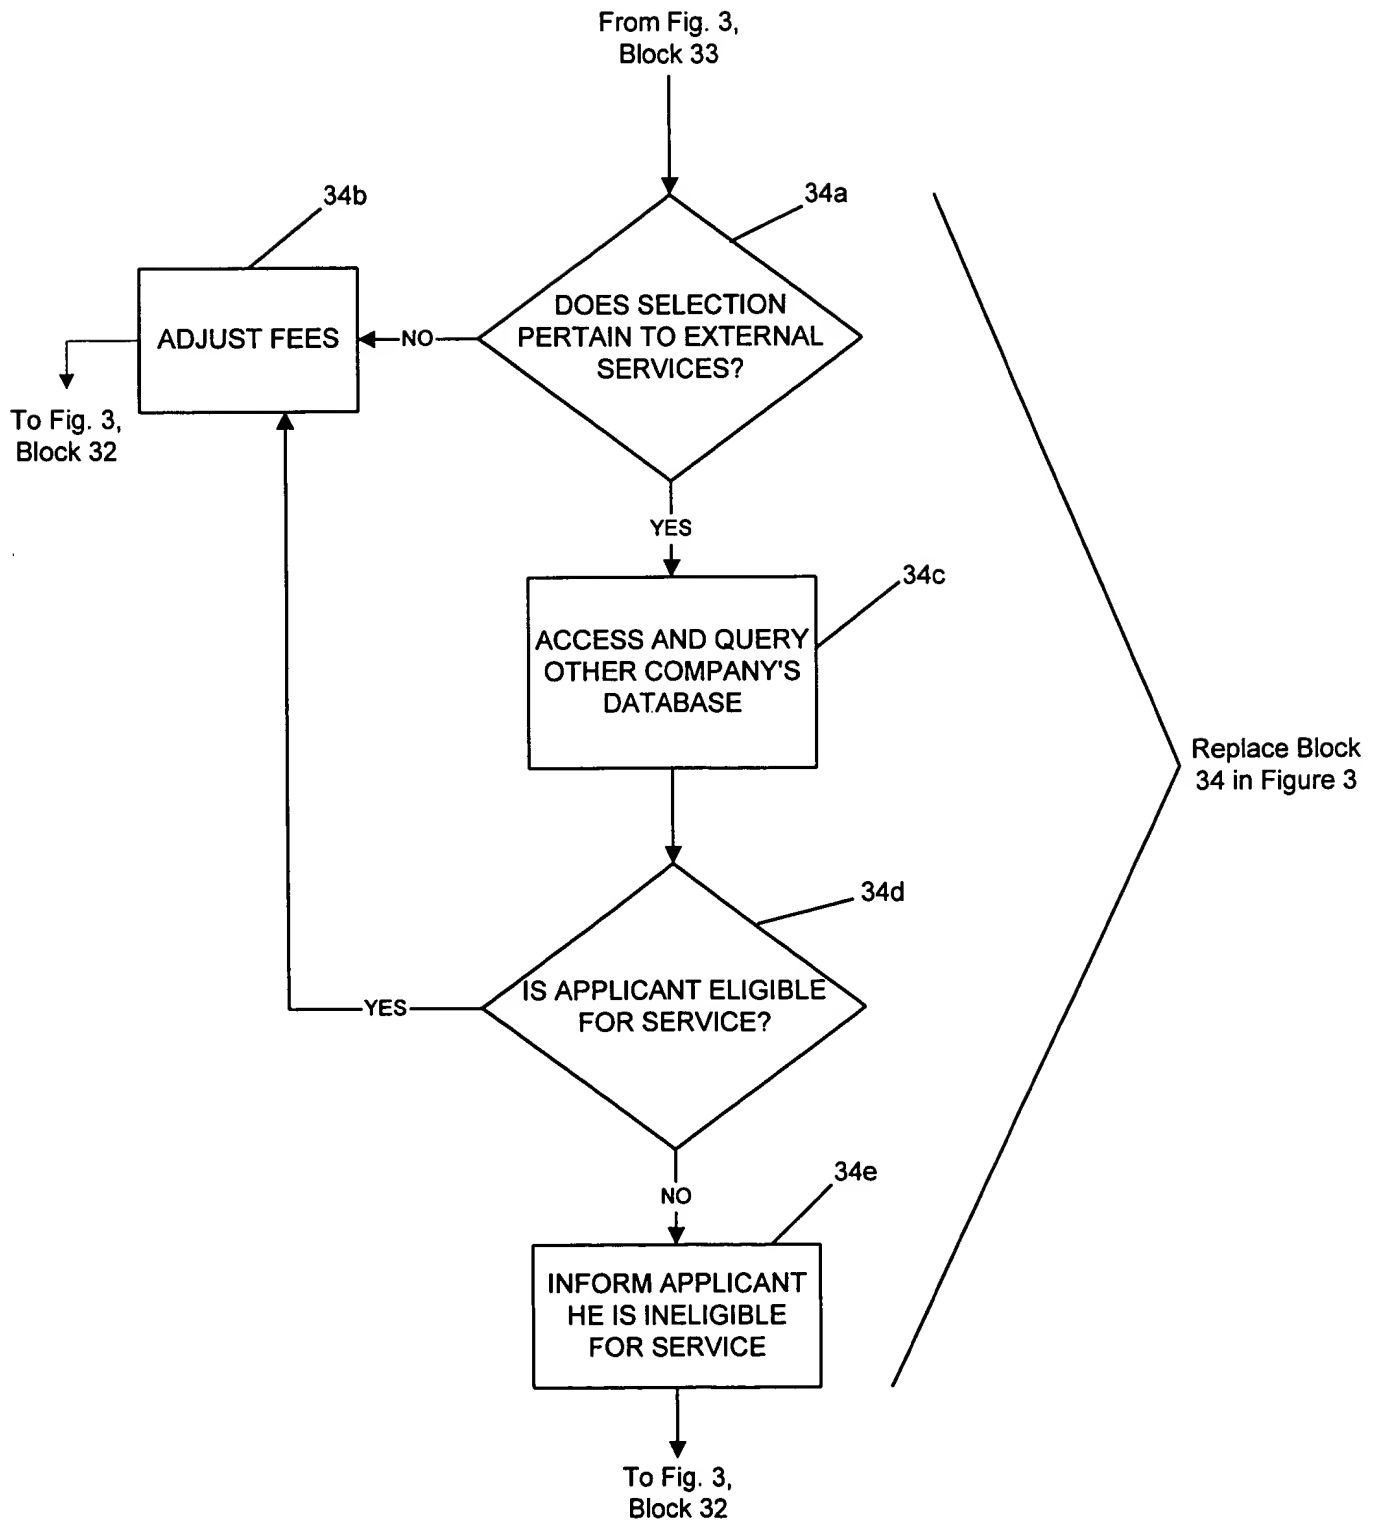 From Fig. 3,
Block 33
34b
34a
DOES SELECTION
PERTAIN TO EXTERNAL
SERVICES?
ADJUST FEES
NO
To Fig. 3,
Block 32
YES
34c
ACCESS AND QUERY
OTHER COMPANY'S
DATABASE
Replace Block
34 in Figure 3
34d
IS APPLICANT ELIGIBLE
FOR SERVICE?
YES
34e
NO
INFORM APPLICANT
HE IS INELIGIBLE
FOR SERVICE
To Fig. 3,
Block 32